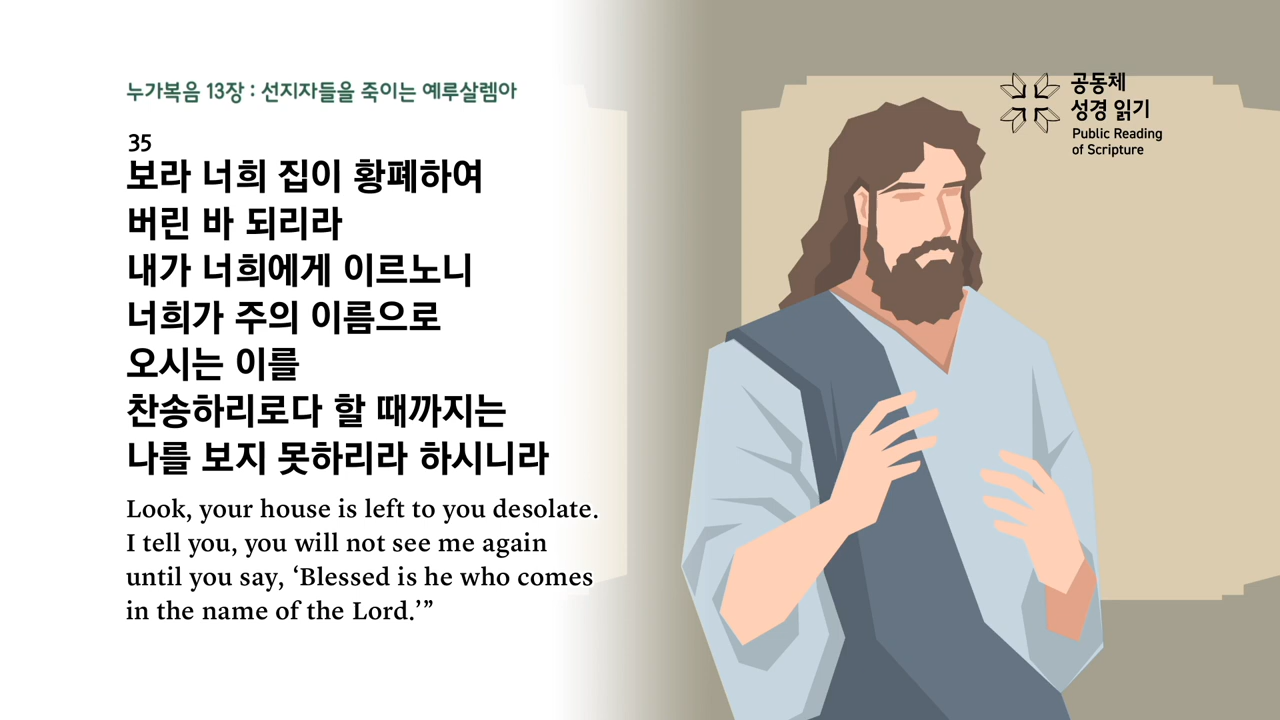 누가복음 13장 : 선지자들을 죽이는 예루살렘아
35
보라 너희 집이 황폐하여
버린 바 되리라
내가 너희에게 이르노니
너희가 주의 이름으로
오시는 이를
찬송하리로다 할 때까지는
나를 보지 못하리라 하시니라
Look, your house is left to you desolate.
I tell you, you will not see me again
until you say, ‘Blessed is he who comes
in the name of the Lord.’”
공동체
성경 읽기
Public Reading
of Scripture